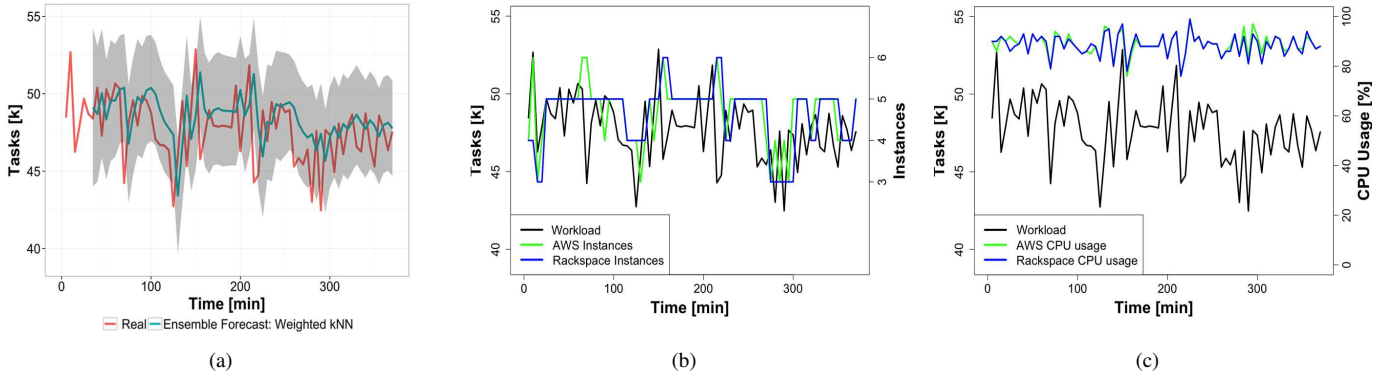 55
50
45
40
Tasks [k]
0
100
200
300
Time [min]
Real
Ensemble Forecast: Weighted kNN
(a)
55
50
45
40
Tasks [k]
6
5
4
3
Instances
Workload
AWS Instances
Rackspace Instances
0
100
200
300
Time [min]
(b)
55
50
45
40
Tasks [k]
100
80
60
40
20
0
CPU Usage [%]
Workload
AWS CPU usage
Rackspace CPU usage
0
100
200
300
Time [min]
(c)